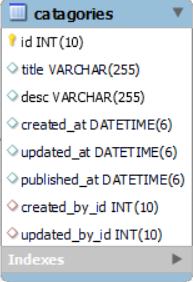 catagories
id INT(10)
title VARCHAR(255)
desc VARCHAR(255)
created_at DATETIME(6)
updated_at DATETIME(6)
published_at DATETIME(6)
created_by_id INT(10)
updated_by_id INT(10)
Indexes